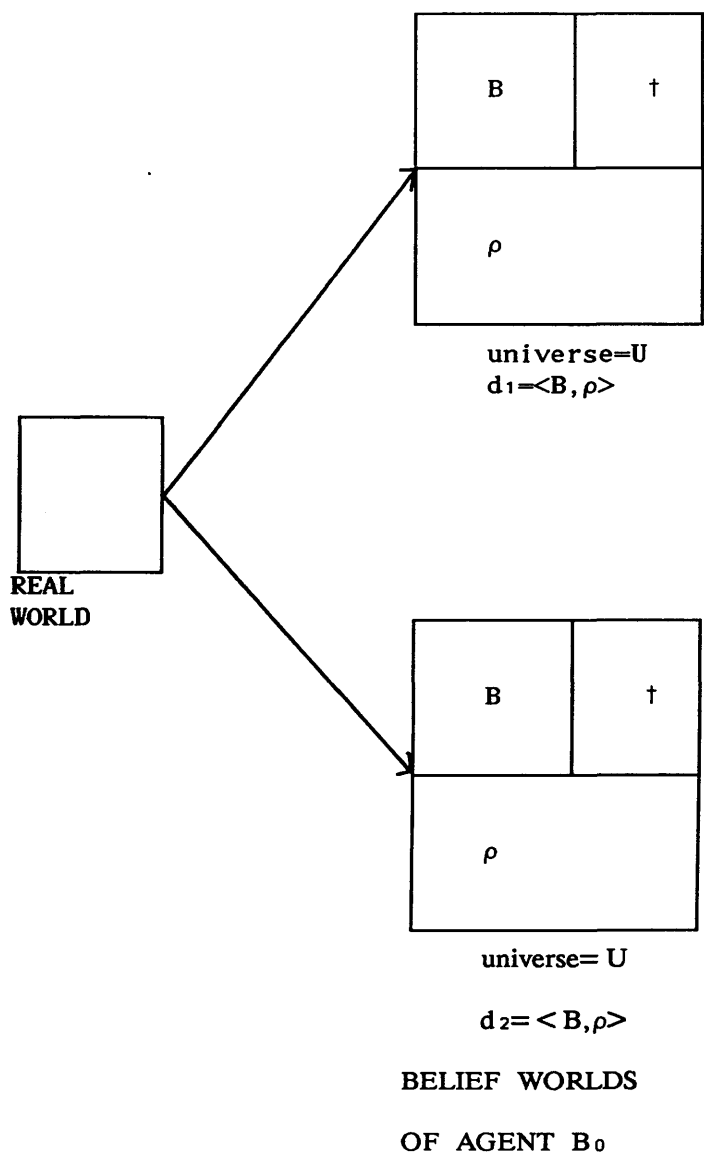 B †
ρ
universe=U
d₁=<B,ρ>
REAL
WORLD
B †
ρ
universe= U
d₂= <B,ρ>
BELIEF WORLDS
OF AGENT B₀